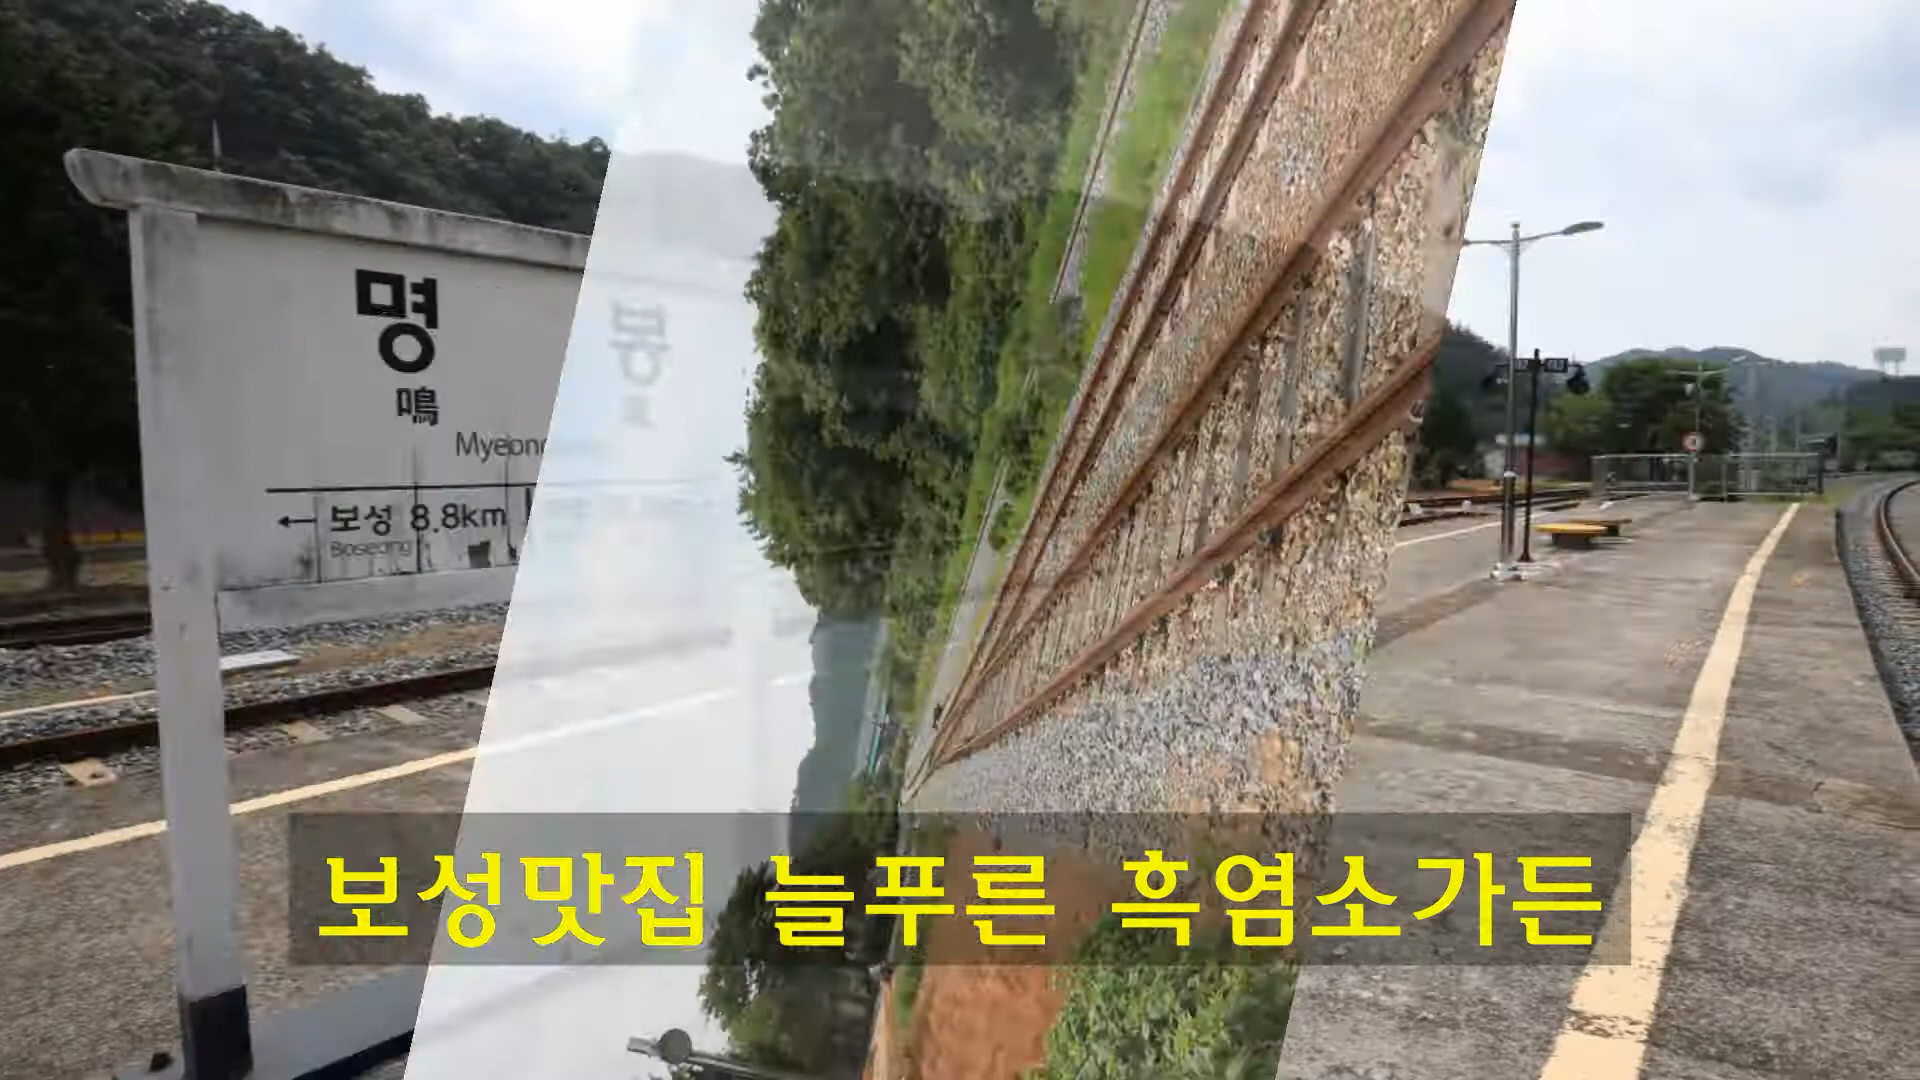 명
봉
鳴
Myeong
← 보성 8.8km
Boseong
보성맛집 늘푸른 흑염소가든